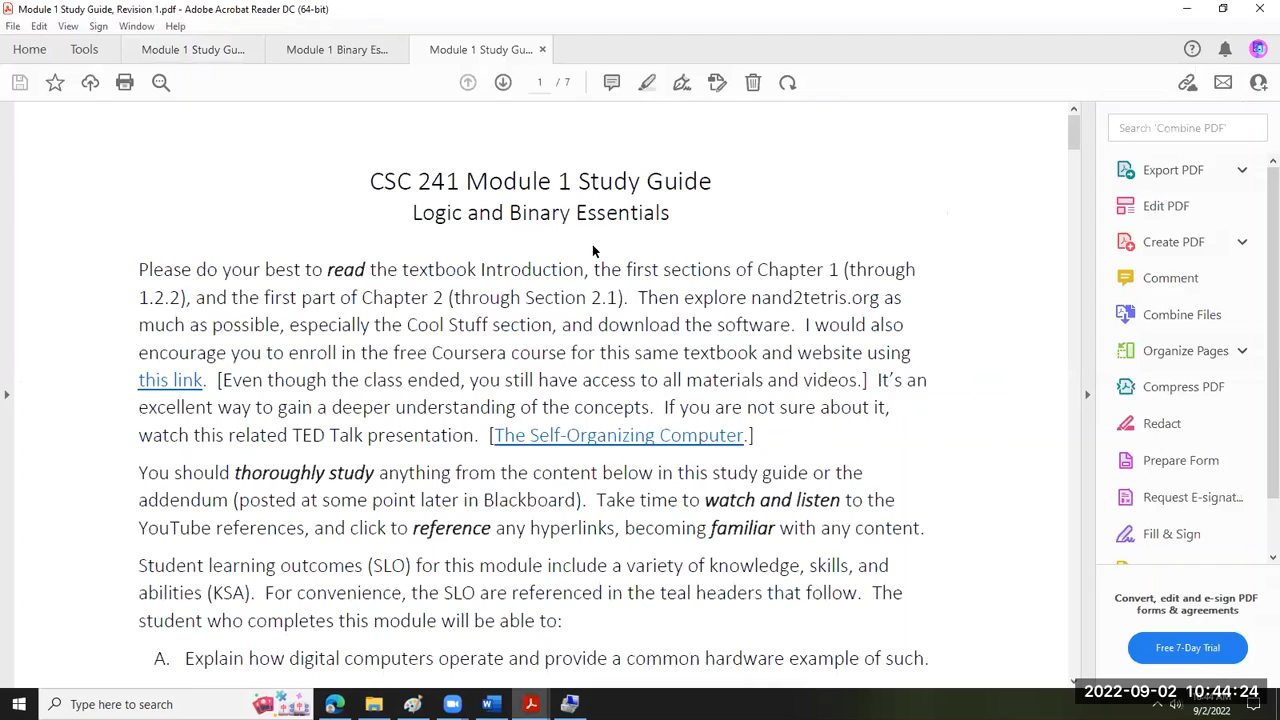 Module 1 Study Guide, Revision 1.pdf - Adobe Acrobat Reader DC (64-bit)
File Edit View Sign Window Help
Home Tools Module 1 Study Gu... Module 1 Binary Es... Module 1 Study Gu... ×
1 / 7
Search 'Combine PDF'
CSC 241 Module 1 Study Guide
Logic and Binary Essentials
Please do your best to read the textbook Introduction, the first sections of Chapter 1 (through
1.2.2), and the first part of Chapter 2 (through Section 2.1). Then explore nand2tetris.org as
much as possible, especially the Cool Stuff section, and download the software. I would also
encourage you to enroll in the free Coursera course for this same textbook and website using
this link. [Even though the class ended, you still have access to all materials and videos.] It's an
excellent way to gain a deeper understanding of the concepts. If you are not sure about it,
watch this related TED Talk presentation. [The Self-Organizing Computer.]
You should thoroughly study anything from the content below in this study guide or the
addendum (posted at some point later in Blackboard). Take time to watch and listen to the
YouTube references, and click to reference any hyperlinks, becoming familiar with any content.
Student learning outcomes (SLO) for this module include a variety of knowledge, skills, and
abilities (KSA). For convenience, the SLO are referenced in the teal headers that follow. The
student who completes this module will be able to:
A. Explain how digital computers operate and provide a common hardware example of such.
Export PDF
Edit PDF
Create PDF
Comment
Combine Files
Organize Pages
Compress PDF
Redact
Prepare Form
Request E-signat...
Fill & Sign
Convert, edit and e-sign PDF
forms & agreements
Free 7-Day Trial
Type here to search
2022-09-02 10:44:24
9/2/2022